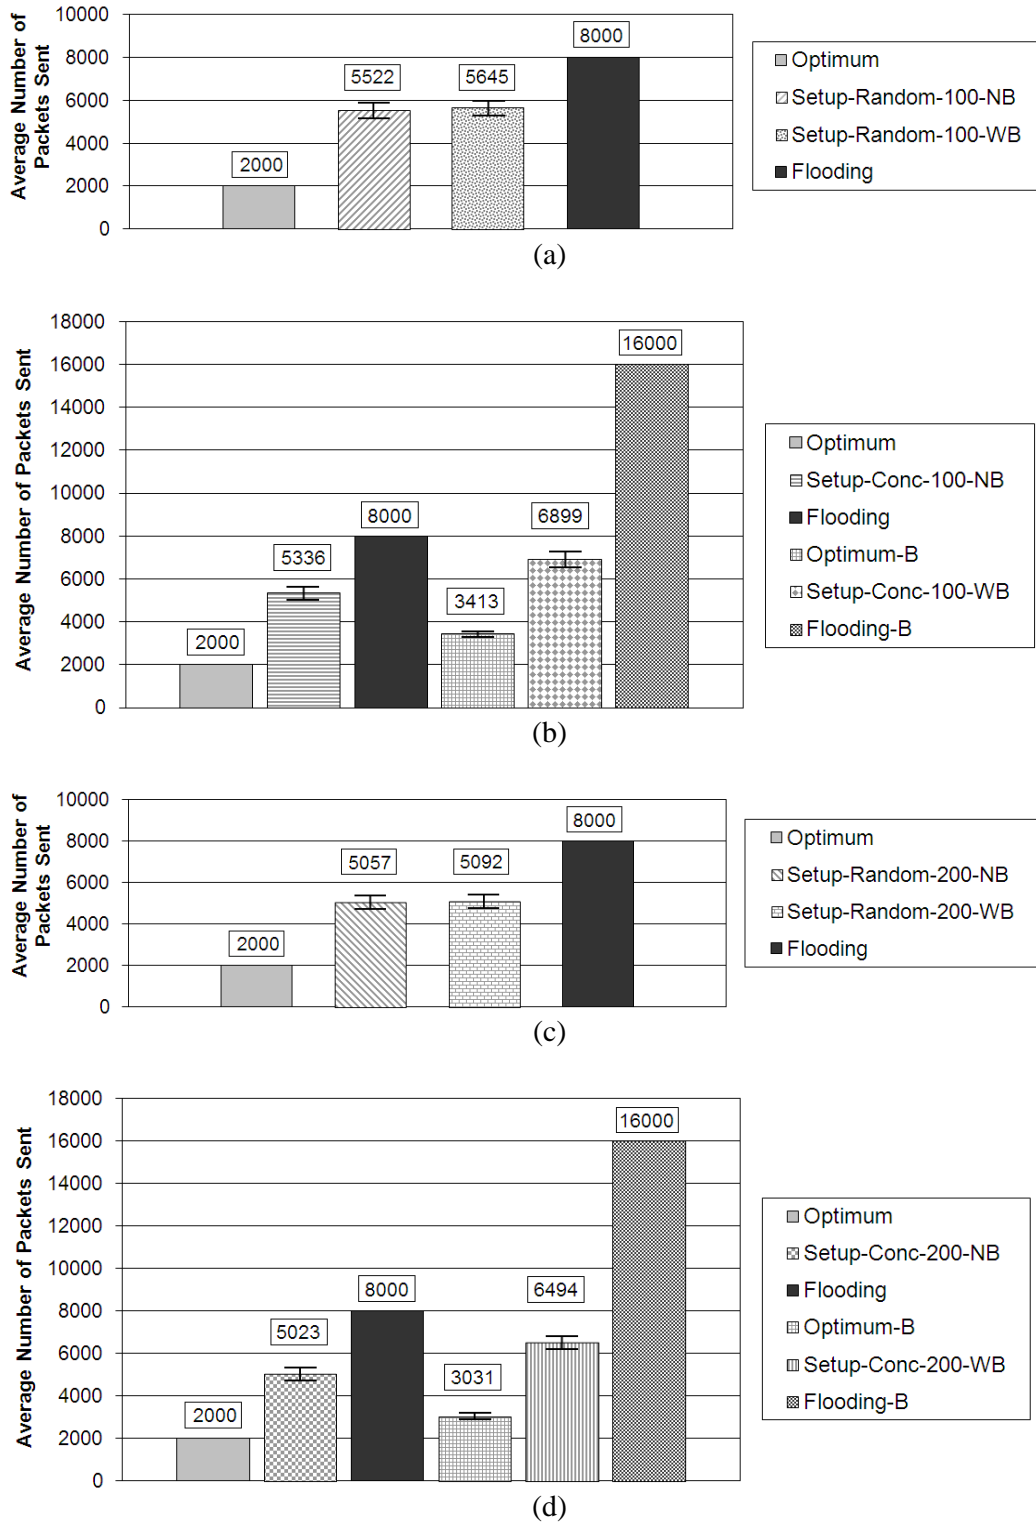 Average Number of
Packets Sent
10000
8000
6000
4000
2000
0
2000
5522
5645
8000
Optimum
Setup-Random-100-NB
Setup-Random-100-WB
Flooding
(a)
Average Number of Packets Sent
18000
16000
14000
12000
10000
8000
6000
4000
2000
0
2000
5336
8000
3413
6899
16000
Optimum
Setup-Conc-100-NB
Flooding
Optimum-B
Setup-Conc-100-WB
Flooding-B
(b)
Average Number of
Packets Sent
10000
8000
6000
4000
2000
0
2000
5057
5092
8000
Optimum
Setup-Random-200-NB
Setup-Random-200-WB
Flooding
(c)
Average Number of Packets Sent
18000
16000
14000
12000
10000
8000
6000
4000
2000
0
2000
5023
8000
3031
6494
16000
Optimum
Setup-Conc-200-NB
Flooding
Optimum-B
Setup-Conc-200-WB
Flooding-B
(d)